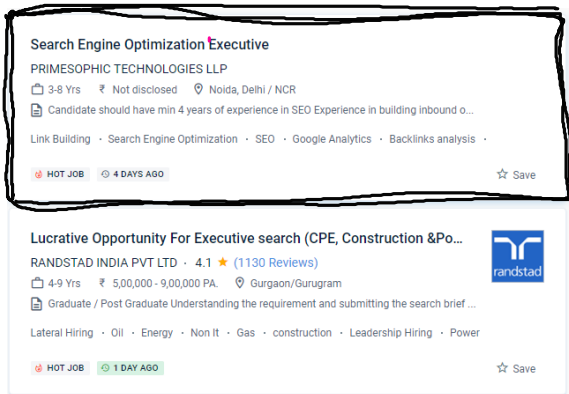 Search Engine Optimization Executive
PRIMESOPHIC TECHNOLOGIES LLP
3-8 Yrs ₹ Not disclosed Noida, Delhi / NCR
Candidate should have min 4 years of experience in SEO Experience in building inbound o...
Link Building · Search Engine Optimization · SEO · Google Analytics · Backlinks analysis ·
HOT JOB 4 DAYS AGO Save
Lucrative Opportunity For Executive search (CPE, Construction &Po...
RANDSTAD INDIA PVT LTD · 4.1 ★ (1130 Reviews)
randstad
4-9 Yrs ₹ 5,00,000 - 9,00,000 PA. Gurgaon/Gurugram
Graduate / Post Graduate Understanding the requirement and submitting the search brief ...
Lateral Hiring · Oil · Energy · Non It · Gas · construction · Leadership Hiring · Power
HOT JOB 1 DAY AGO Save